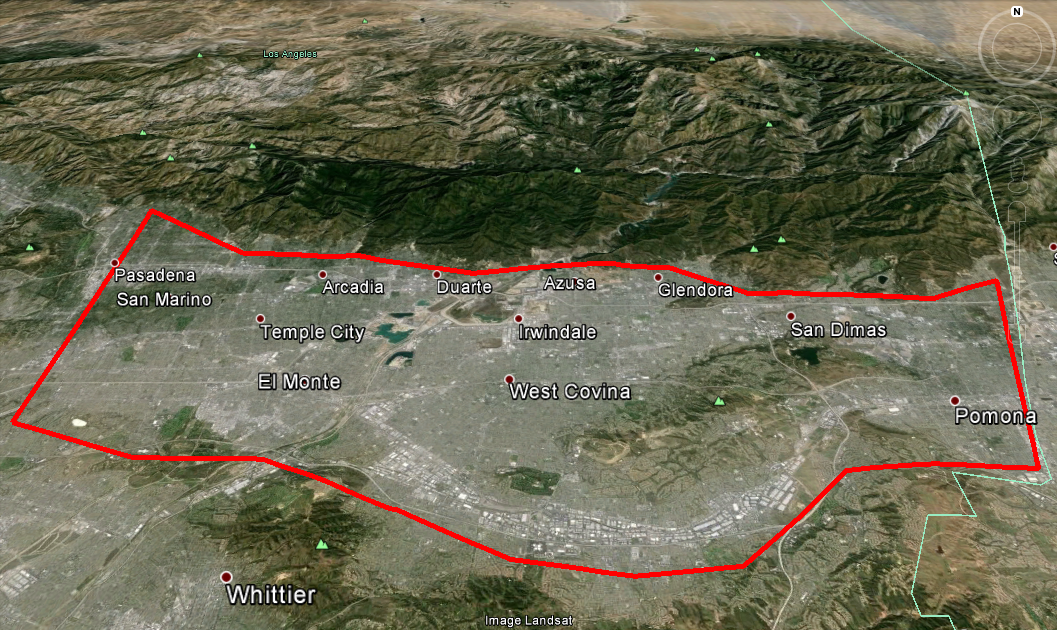 N
Los Angeles
Pasadena
San Marino
Arcadia
Duarte
Azusa
Glendora
Temple City
Irwindale
San Dimas
El Monte
West Covina
Pomona
Whittier
Image Landsat